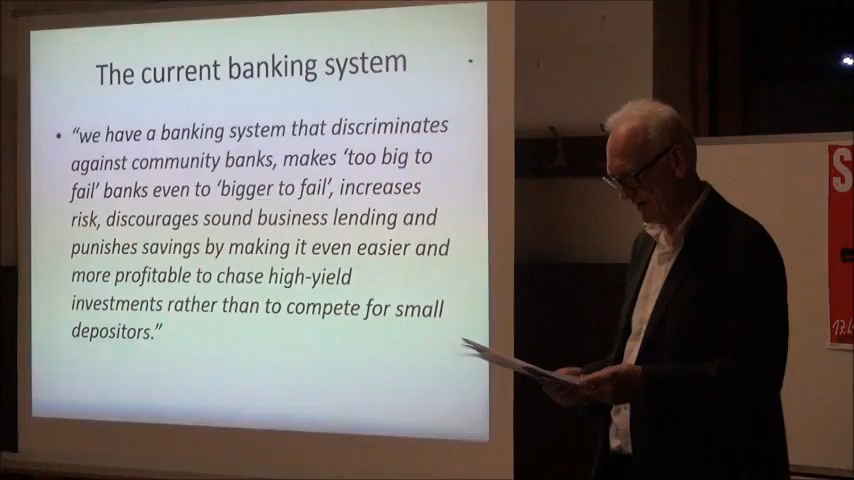 The current banking system
• “we have a banking system that discriminates
against community banks, makes ‘too big to
fail’ banks even to ‘bigger to fail’, increases
risk, discourages sound business lending and
punishes savings by making it even easier and
more profitable to chase high-yield
investments rather than to compete for small
depositors.”
S
17.